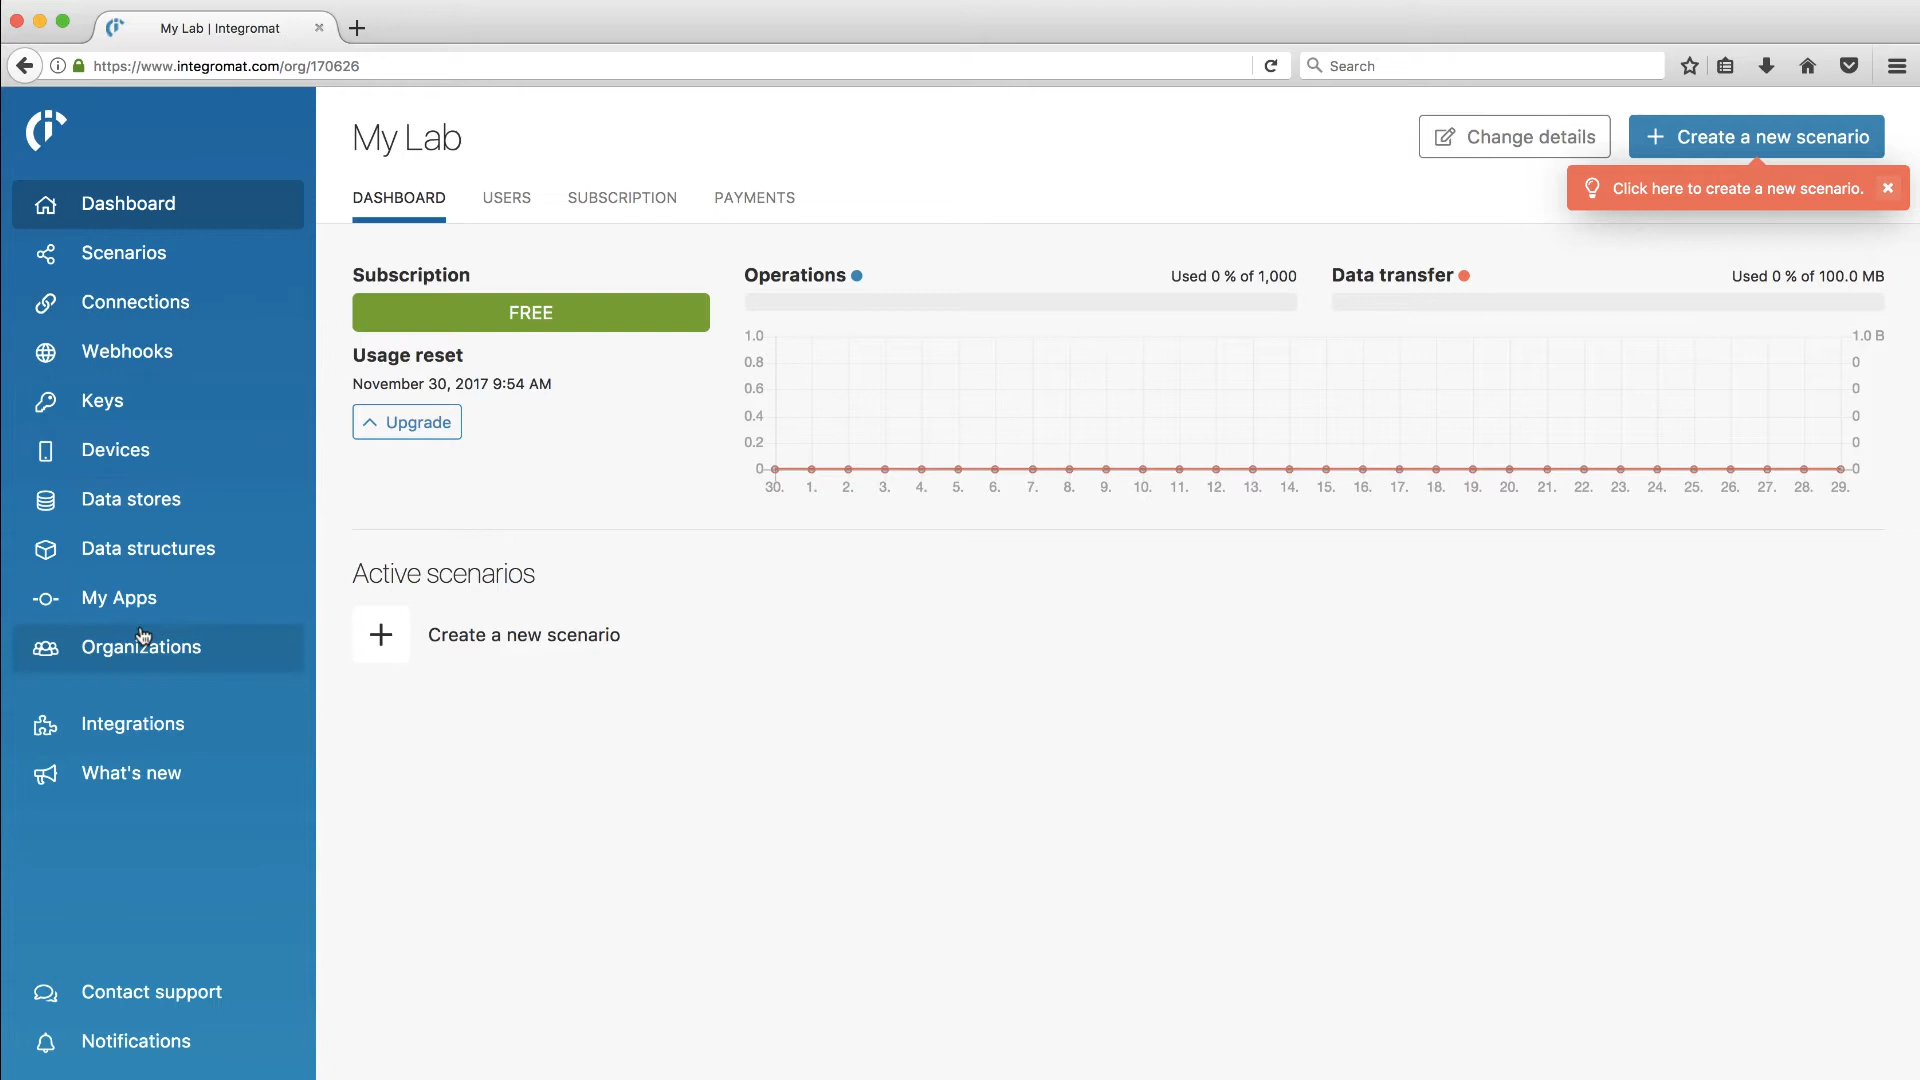 My Lab | Integromat
https://www.integromat.com/org/170626
Search
Dashboard
Scenarios
Connections
Webhooks
Keys
Devices
Data stores
Data structures
My Apps
Organizations
Integrations
What's new
Contact support
Notifications
My Lab
Change details
Create a new scenario
Click here to create a new scenario.
DASHBOARD USERS SUBSCRIPTION PAYMENTS
Subscription
FREE
Usage reset
November 30, 2017 9:54 AM
Upgrade
Operations Used 0 % of 1,000
Data transfer Used 0 % of 100.0 MB
1.0 1.0 B
0.8 0
0.6 0
0.4 0
0.2 0
0 0
30. 1. 2. 3. 4. 5. 6. 7. 8. 9. 10. 11. 12. 13. 14. 15. 16. 17. 18. 19. 20. 21. 22. 23. 24. 25. 26. 27. 28. 29.
Active scenarios
Create a new scenario